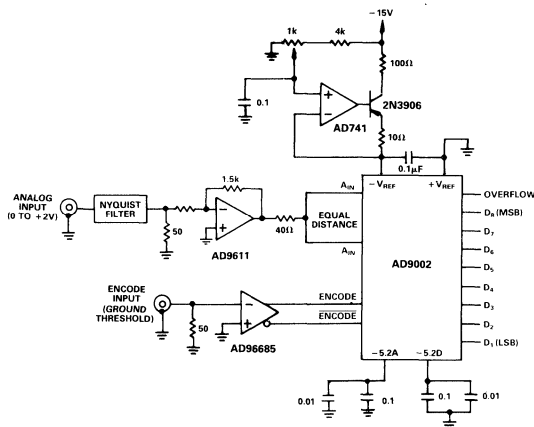 −15V
1k
4k
100Ω
2N3906
0.1
+
−
AD741
10Ω
0.1μF
−VREF
+VREF
ANALOG
INPUT
(0 TO +2V)
NYQUIST
FILTER
50
1.5k
−
+
AD9611
40Ω
AIN
EQUAL
DISTANCE
AIN
AD9002
OVERFLOW
D8 (MSB)
D7
D6
D5
D4
D3
D2
D1 (LSB)
ENCODE
INPUT
(GROUND
THRESHOLD)
50
−
+
AD96685
ENCODE
ENCODE
−5.2A
−5.2D
0.01
0.1
0.1
0.01